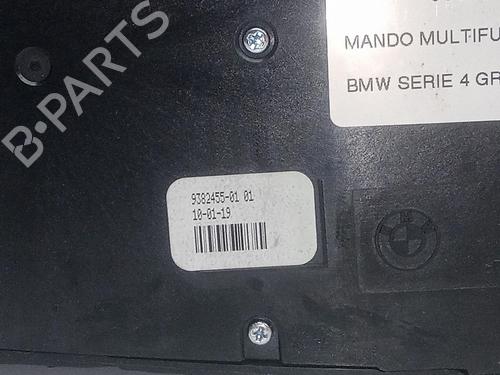 B-PARTS
MANDO MULTIFU
BMW SERIE 4 GR
9382455-01 01
10-01-19